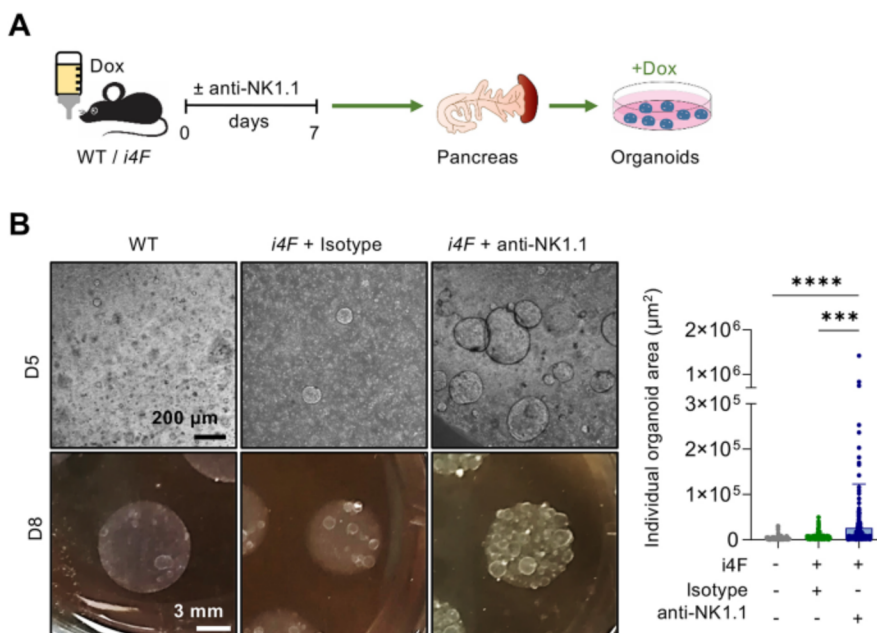 A
Dox
± anti-NK1.1
0 days 7
WT / i4F
Pancreas
+Dox
Organoids
B
WT
i4F + Isotype
i4F + anti-NK1.1
D5
200 µm
D8
3 mm
Individual organoid area (µm²)
****
***
2×10⁶
1×10⁶
3×10⁵
2×10⁵
1×10⁵
0
i4F - + +
Isotype - + -
anti-NK1.1 - - +